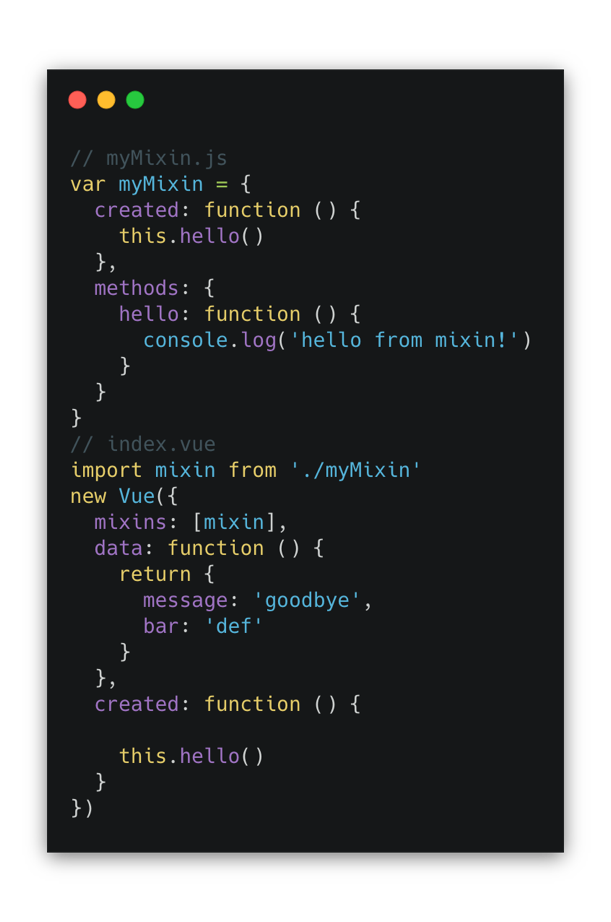 // myMixin.js
var myMixin = {
  created: function () {
    this.hello()
  },
  methods: {
    hello: function () {
      console.log('hello from mixin!')
    }
  }
}
// index.vue
import mixin from './myMixin'
new Vue({
  mixins: [mixin],
  data: function () {
    return {
      message: 'goodbye',
      bar: 'def'
    }
  },
  created: function () {

    this.hello()
  }
})